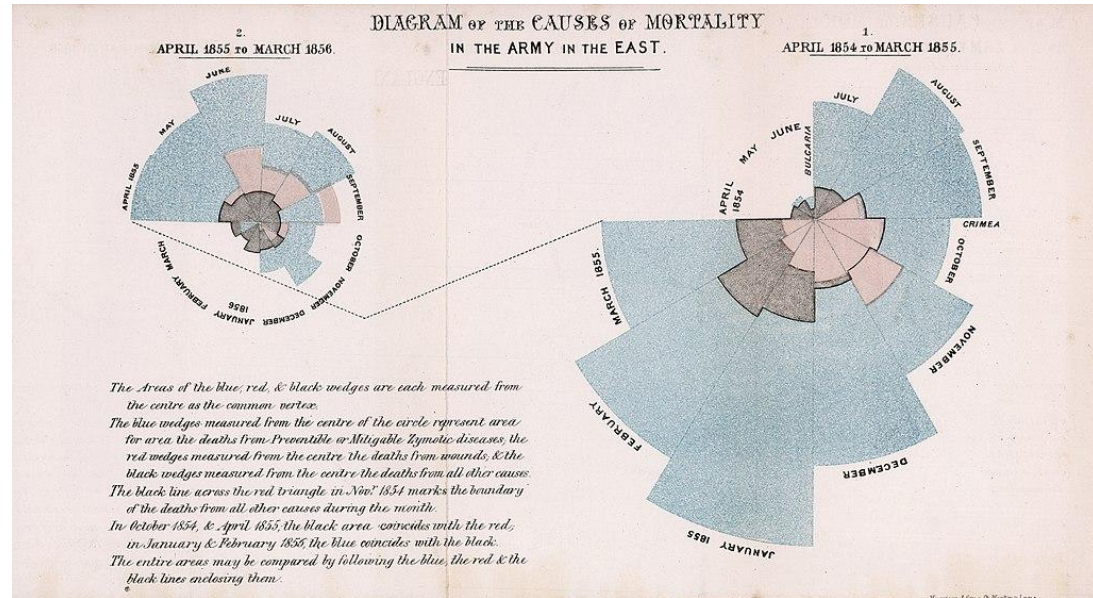 DIAGRAM OF THE CAUSES OF MORTALITY
IN THE ARMY IN THE EAST.
2.
APRIL 1855 TO MARCH 1856.
JUNE
MAY
JULY
AUGUST
APRIL 1855
SEPTEMBER
OCTOBER
NOVEMBER
DECEMBER
JANUARY
1856
FEBRUARY
MARCH
1.
APRIL 1854 TO MARCH 1855.
JULY
AUGUST
JUNE
BULGARIA
MAY
SEPTEMBER
APRIL
1854
CRIMEA
OCTOBER
MARCH 1855.
NOVEMBER
FEBRUARY
DECEMBER
JANUARY 1855
The Areas of the blue, red, & black wedges are each measured from
the centre as the common vertex.
The blue wedges measured from the centre of the circle represent area
for area the deaths from Preventible or Mitigable Zymotic diseases, the
red wedges measured from the centre the deaths from wounds, & the
black wedges measured from the centre the deaths from all other causes.
The black line across the red triangle in Nov.r 1854 marks the boundary
of the deaths from all other causes during the month.
In October 1854, & April 1855, the black area coincides with the red,
in January & February 1856, the blue coincides with the black.
The entire areas may be compared by following the blue, the red & the
black lines enclosing them.